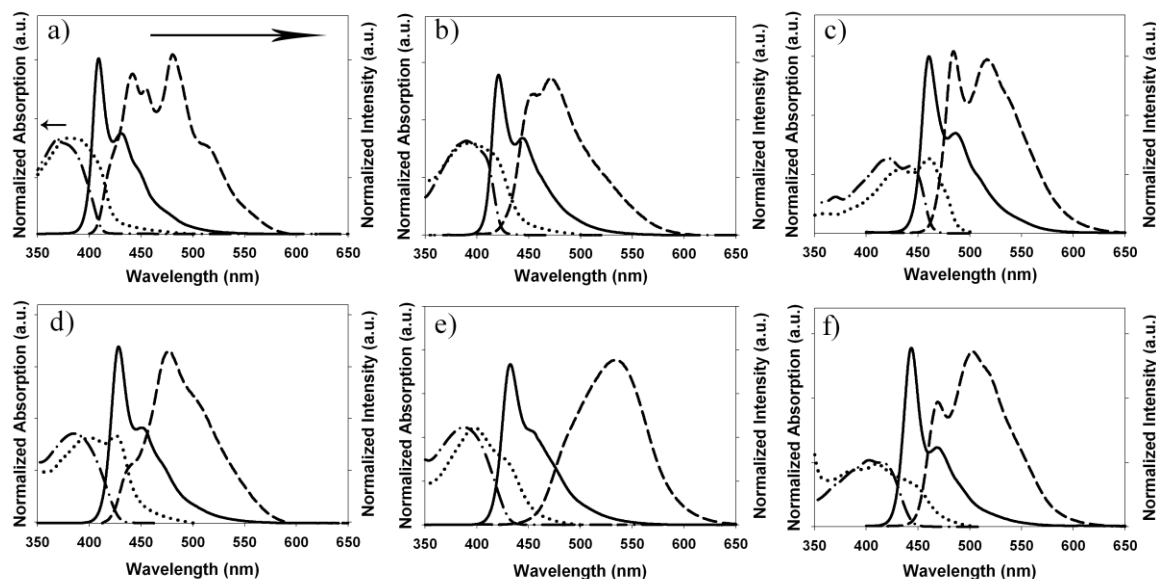 a)
Normalized Absorption (a.u.)
Normalized Intensity (a.u.)
350 400 450 500 550 600 650
Wavelength (nm)
b)
Normalized Absorption (a.u.)
Normalized Intensity (a.u.)
350 400 450 500 550 600 650
Wavelength (nm)
c)
Normalized Absorption (a.u.)
Normalized Intensity (a.u.)
350 400 450 500 550 600 650
Wavelength (nm)
d)
Normalized Absorption (a.u.)
Normalized Intensity (a.u.)
350 400 450 500 550 600 650
Wavelength (nm)
e)
Normalized Absorption (a.u.)
Normalized Intensity (a.u.)
350 400 450 500 550 600 650
Wavelength (nm)
f)
Normalized Absorption (a.u.)
Normalized Intensity (a.u.)
350 400 450 500 550 600 650
Wavelength (nm)